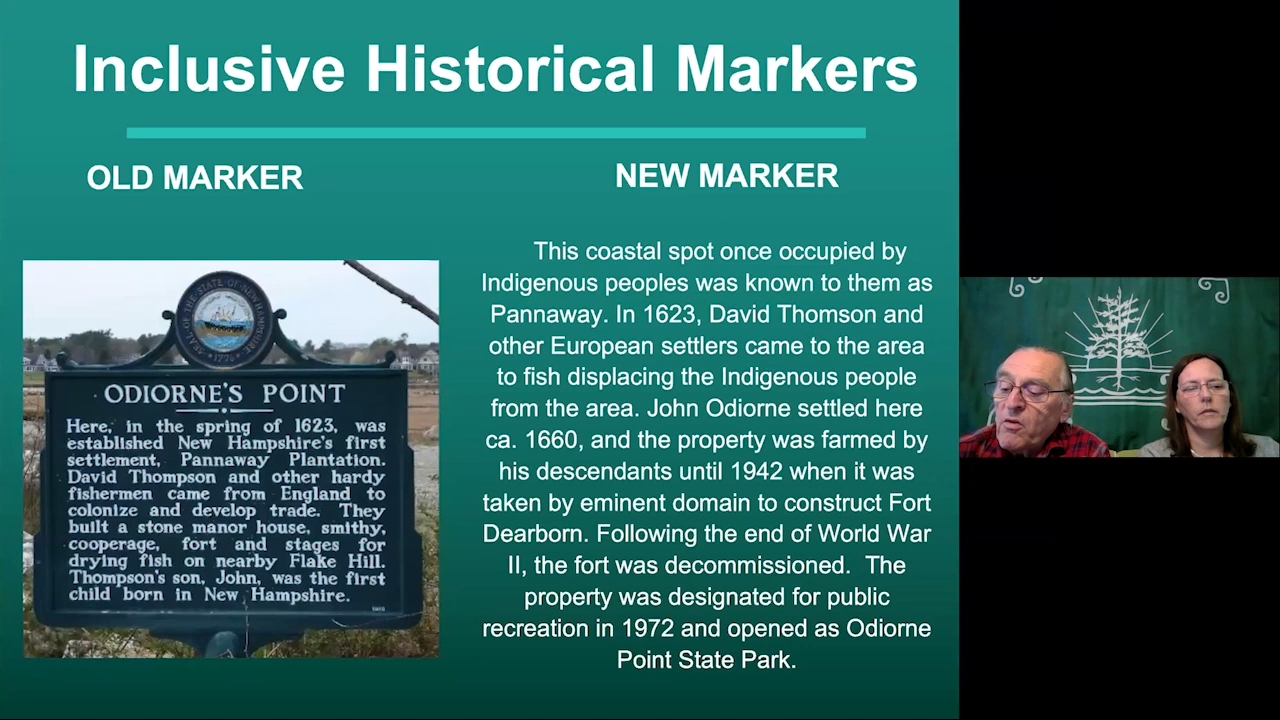 Inclusive Historical Markers
OLD MARKER
SEAL OF THE STATE OF NEW HAMPSHIRE
1776
ODIORNE'S POINT
Here, in the spring of 1623, was
established New Hampshire's first
settlement, Pannaway Plantation.
David Thompson and other hardy
fishermen came from England to
colonize and develop trade. They
built a stone manor house, smithy,
cooperage, fort and stages for
drying fish on nearby Flake Hill.
Thompson's son, John, was the first
child born in New Hampshire.
NEW MARKER
This coastal spot once occupied by
Indigenous peoples was known to them as
Pannaway. In 1623, David Thomson and
other European settlers came to the area
to fish displacing the Indigenous people
from the area. John Odiorne settled here
ca. 1660, and the property was farmed by
his descendants until 1942 when it was
taken by eminent domain to construct Fort
Dearborn. Following the end of World War
II, the fort was decommissioned.  The
property was designated for public
recreation in 1972 and opened as Odiorne
Point State Park.